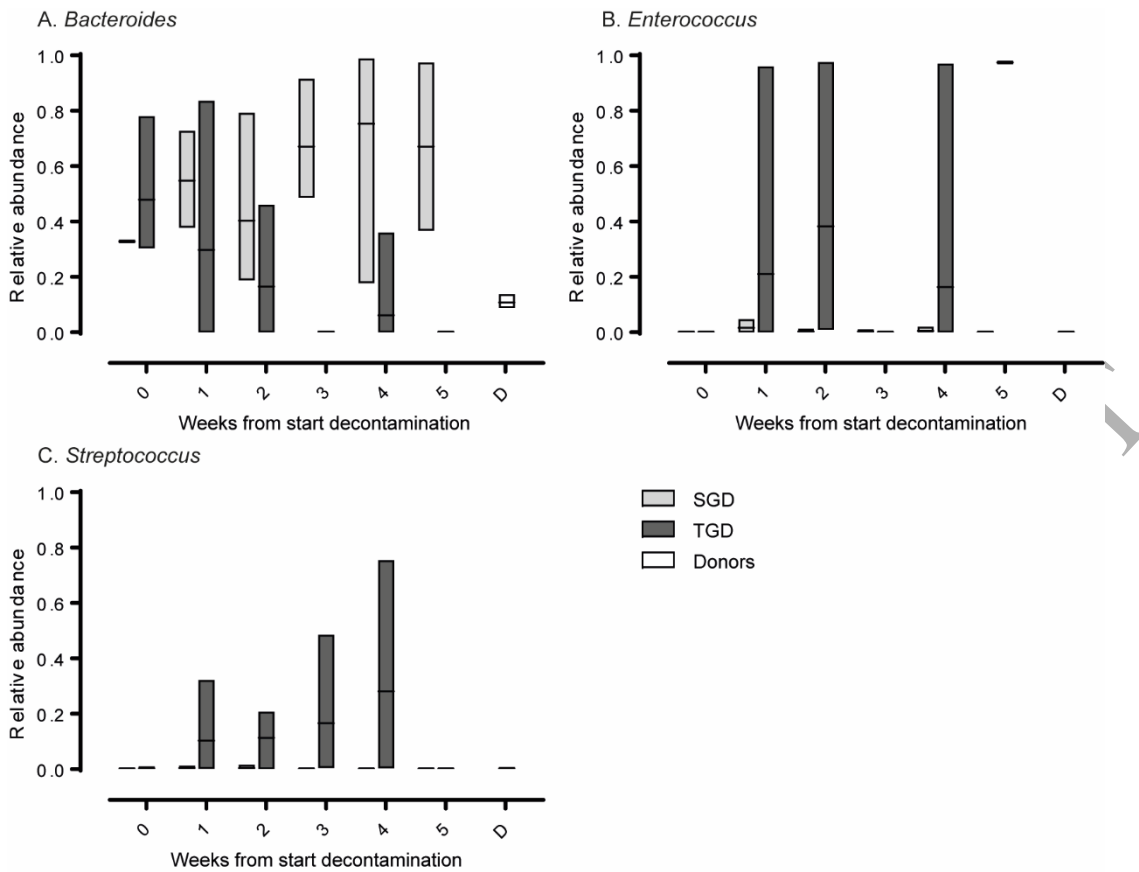 A. Bacteroides
1.0
0.8
0.6
0.4
0.2
0.0
Relative abundance
0 1 2 3 4 5 D
Weeks from start decontamination
B. Enterococcus
1.0
0.8
0.6
0.4
0.2
0.0
Relative abundance
0 1 2 3 4 5 D
Weeks from start decontamination
C. Streptococcus
1.0
0.8
0.6
0.4
0.2
0.0
Relative abundance
0 1 2 3 4 5 D
Weeks from start decontamination
SGD
TGD
Donors